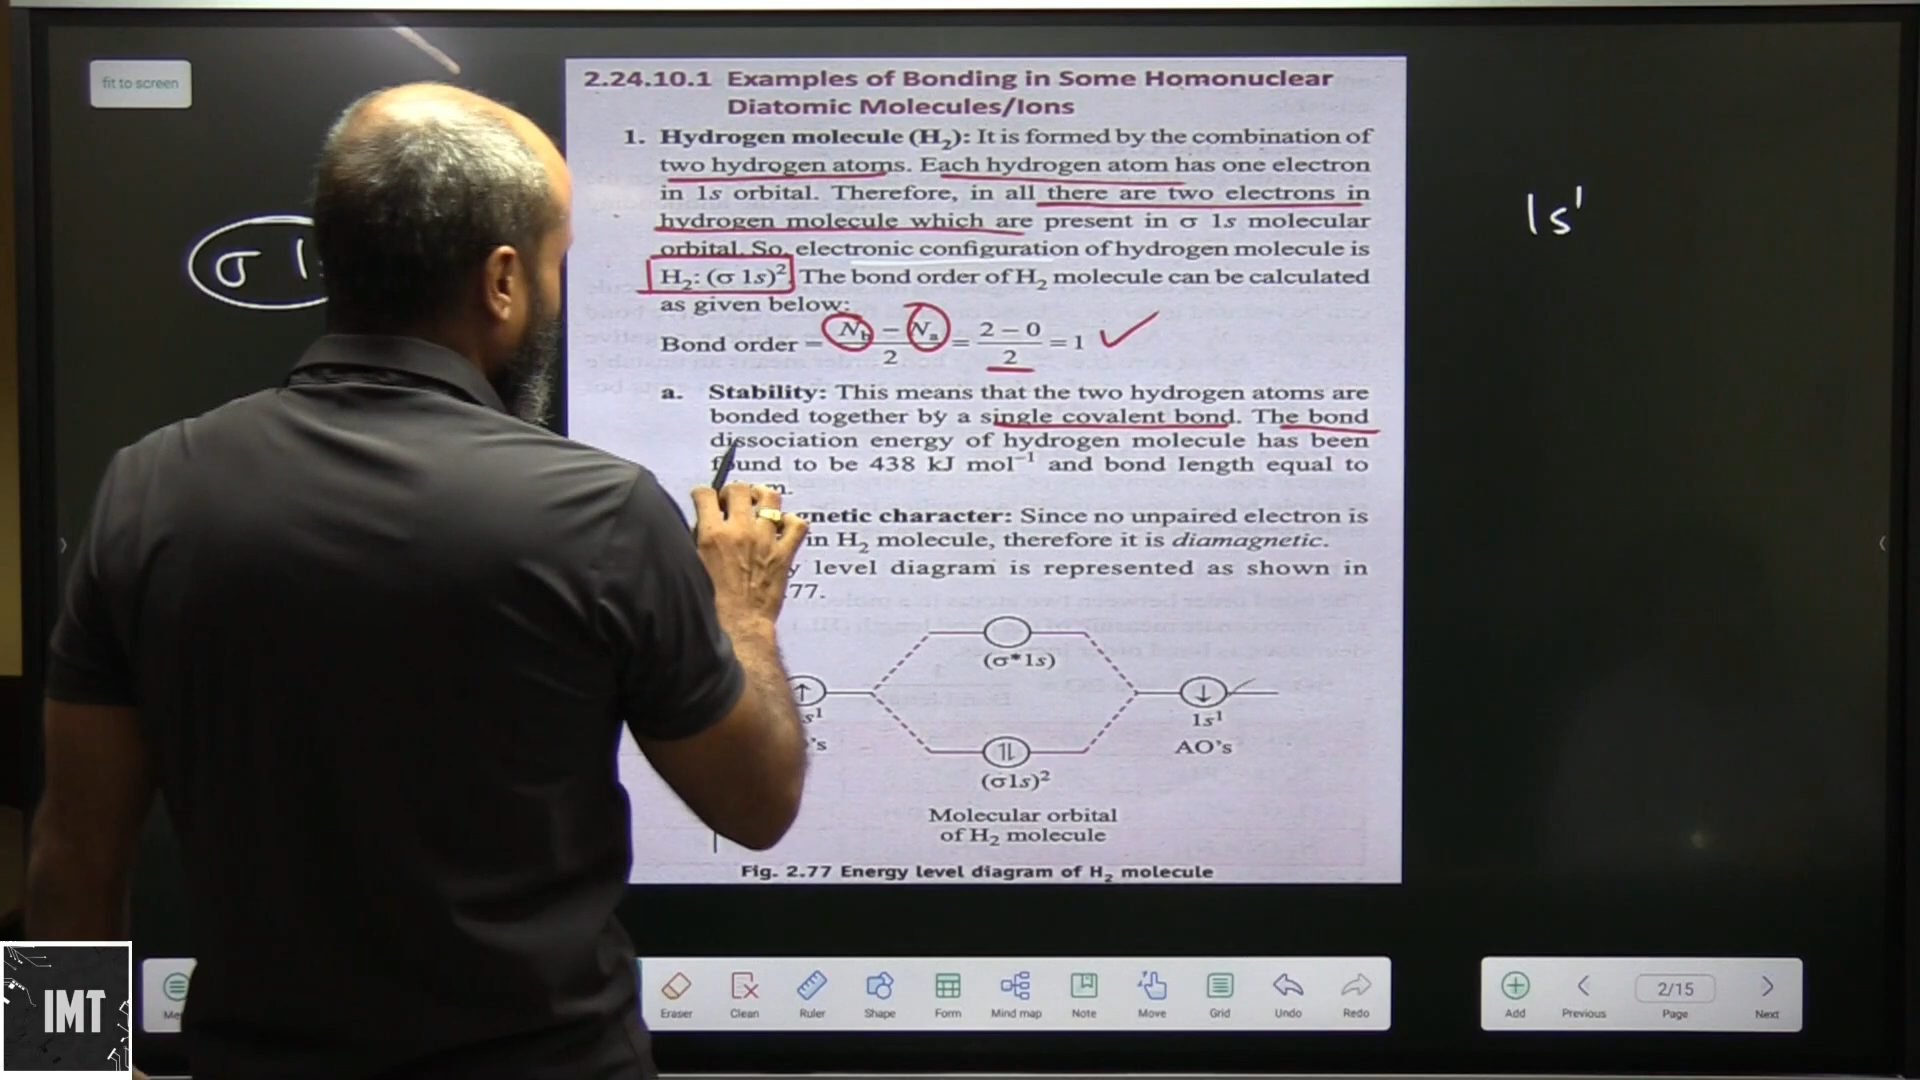 fit to screen
2.24.10.1 Examples of Bonding in Some Homonuclear
Diatomic Molecules/Ions
1. Hydrogen molecule (H₂): It is formed by the combination of
two hydrogen atoms. Each hydrogen atom has one electron
in 1s orbital. Therefore, in all there are two electrons in
hydrogen molecule which are present in σ 1s molecular
orbital. So, electronic configuration of hydrogen molecule is
H₂: (σ 1s)². The bond order of H₂ molecule can be calculated
as given below:
Bond order = (N_b − N_a)/2 = (2 − 0)/2 = 1
a. Stability: This means that the two hydrogen atoms are
bonded together by a single covalent bond. The bond
dissociation energy of hydrogen molecule has been
found to be 438 kJ mol⁻¹ and bond length equal to
m.
gnetic character: Since no unpaired electron is
in H₂ molecule, therefore it is diamagnetic.
y level diagram is represented as shown in
77.
(σ*1s)
↑
↓
s¹
1s¹
's
AO's
⥮
(σ1s)²
Molecular orbital
of H₂ molecule
Fig. 2.77 Energy level diagram of H₂ molecule
σ 1
1s¹
Eraser
Clean
Ruler
Shape
Form
Mind map
Note
Move
Grid
Undo
Redo
Add
Previous
2/15
Page
Next
IMT